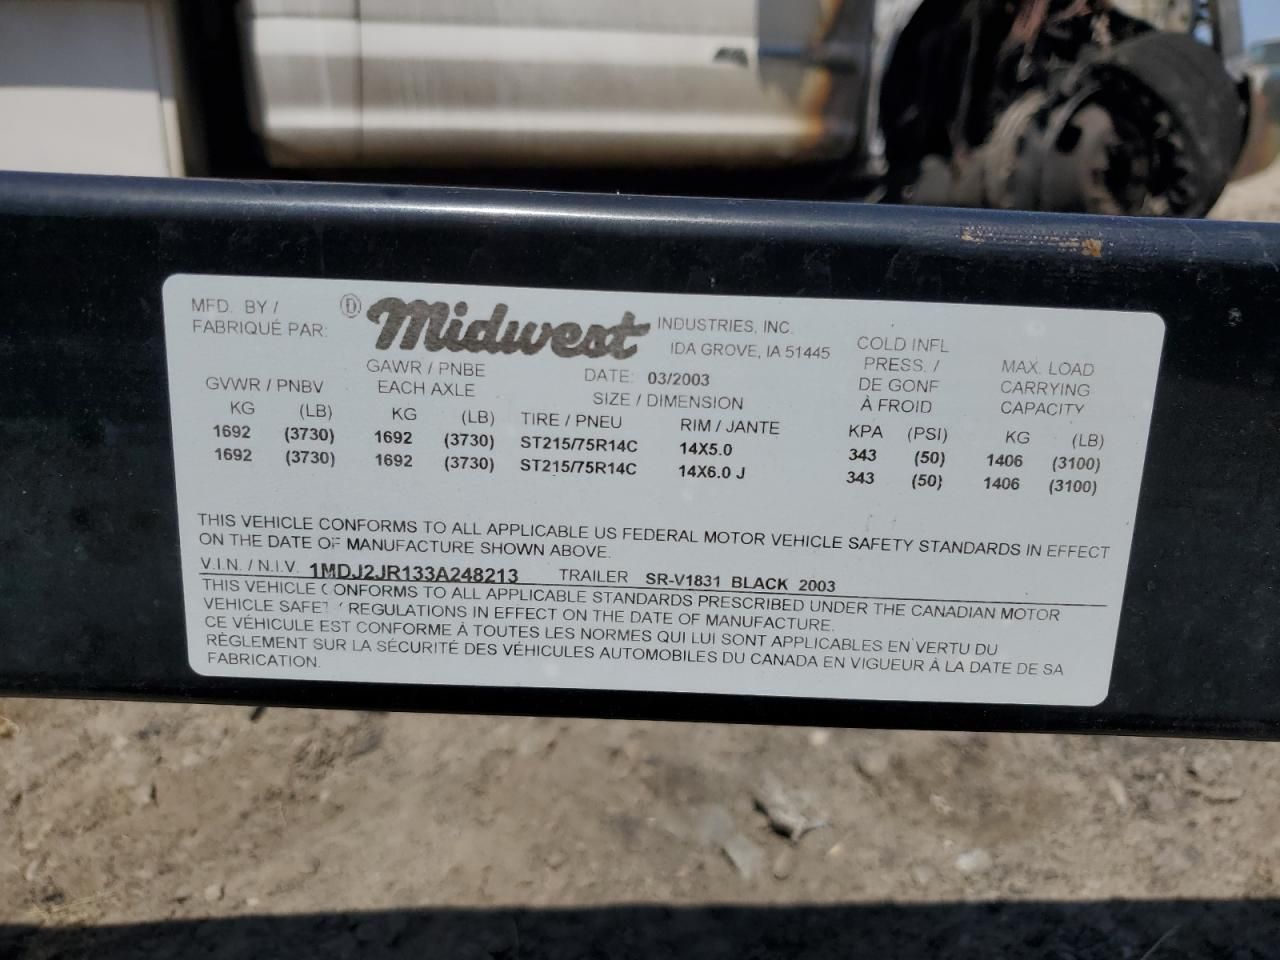 MFD. BY /
FABRIQUÉ PAR:
Midwest
INDUSTRIES, INC.
IDA GROVE, IA 51445
DATE: 03/2003
GVWR / PNBV
KG (LB)
1692 (3730)
1692 (3730)
GAWR / PNBE
EACH AXLE
KG (LB)
1692 (3730)
1692 (3730)
SIZE / DIMENSION
TIRE / PNEU RIM / JANTE
ST215/75R14C 14X5.0
ST215/75R14C 14X6.0 J
COLD INFL
PRESS. /
DE GONF
À FROID
KPA (PSI)
343 (50)
343 (50)
MAX. LOAD
CARRYING
CAPACITY
KG (LB)
1406 (3100)
1406 (3100)
THIS VEHICLE CONFORMS TO ALL APPLICABLE US FEDERAL MOTOR VEHICLE SAFETY STANDARDS IN EFFECT
ON THE DATE OF MANUFACTURE SHOWN ABOVE.
V.I.N. / N.I.V. 1MDJ2JR133A248213 TRAILER SR-V1831 BLACK 2003
THIS VEHICLE CONFORMS TO ALL APPLICABLE STANDARDS PRESCRIBED UNDER THE CANADIAN MOTOR
VEHICLE SAFETY REGULATIONS IN EFFECT ON THE DATE OF MANUFACTURE.
CE VÉHICULE EST CONFORME À TOUTES LES NORMES QUI LUI SONT APPLICABLES EN VERTU DU
RÈGLEMENT SUR LA SÉCURITÉ DES VÉHICULES AUTOMOBILES DU CANADA EN VIGUEUR À LA DATE DE SA
FABRICATION.